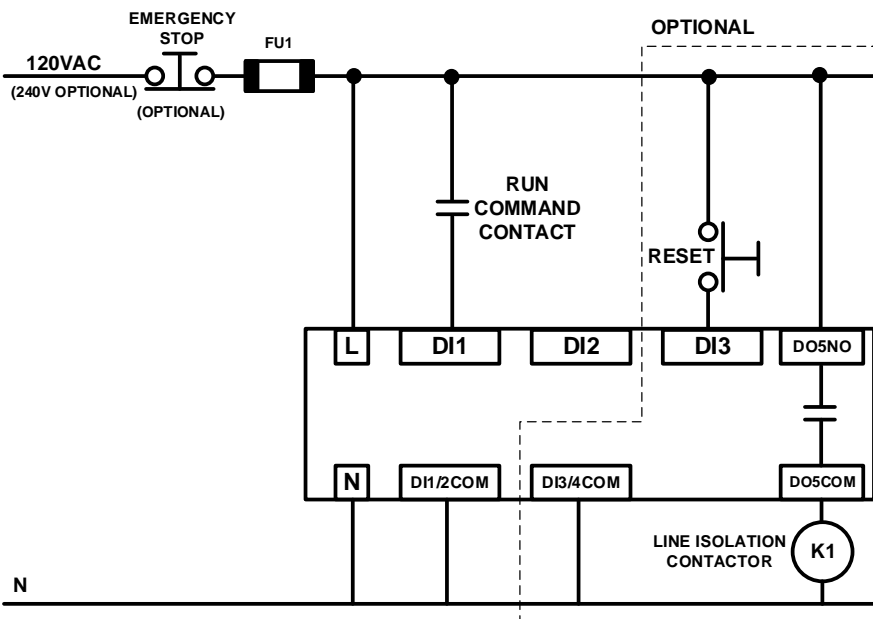 EMERGENCY
STOP
FU1
OPTIONAL
120VAC
(240V OPTIONAL)
(OPTIONAL)
RUN
COMMAND
CONTACT
RESET
L
DI1
DI2
DI3
DO5NO
N
DI1/2COM
DI3/4COM
DO5COM
LINE ISOLATION
CONTACTOR
K1
N